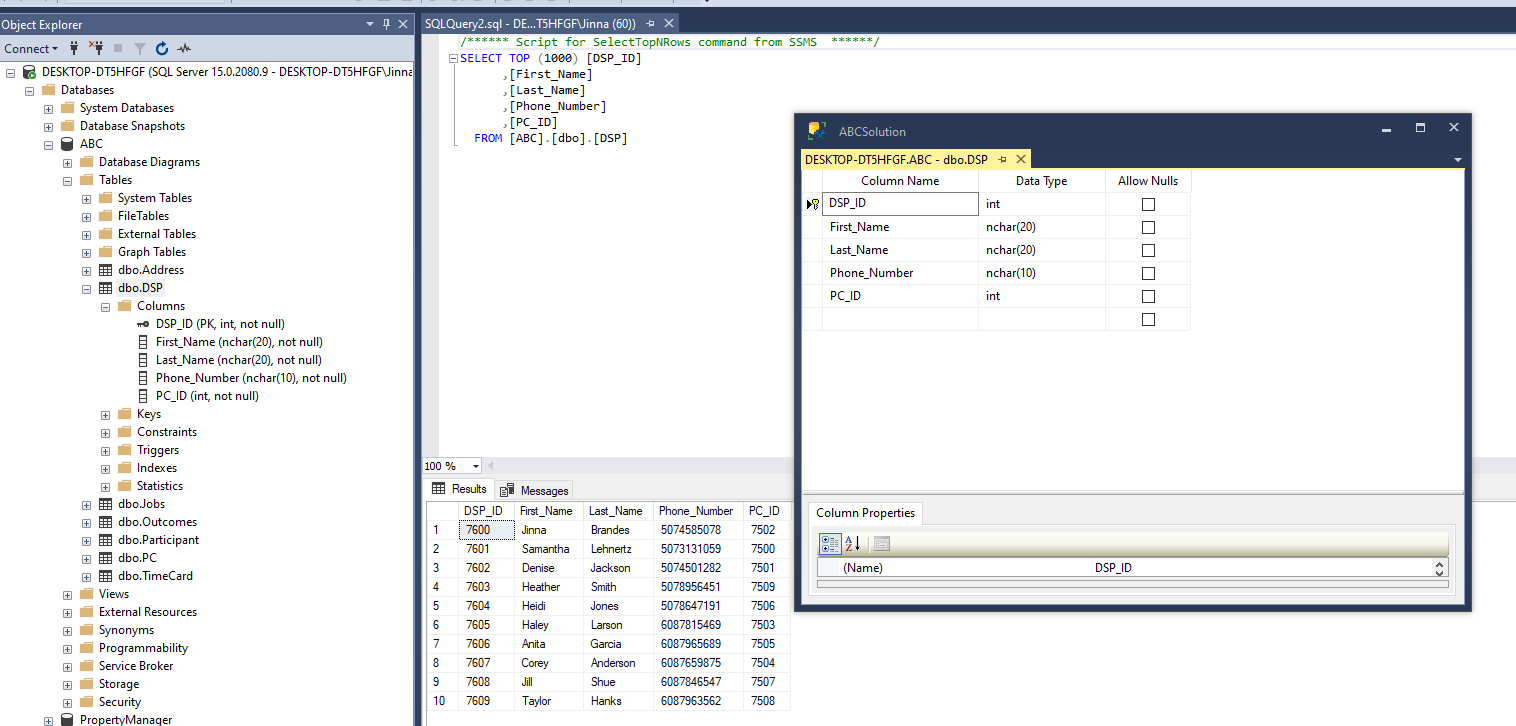 Object Explorer
Connect
DESKTOP-DT5HFGF (SQL Server 15.0.2080.9 - DESKTOP-DT5HFGF\Jinna
Databases
System Databases
Database Snapshots
ABC
Database Diagrams
Tables
System Tables
FileTables
External Tables
Graph Tables
dbo.Address
dbo.DSP
Columns
DSP_ID (PK, int, not null)
First_Name (nchar(20), not null)
Last_Name (nchar(20), not null)
Phone_Number (nchar(10), not null)
PC_ID (int, not null)
Keys
Constraints
Triggers
Indexes
Statistics
dbo.Jobs
dbo.Outcomes
dbo.Participant
dbo.PC
dbo.TimeCard
Views
External Resources
Synonyms
Programmability
Service Broker
Storage
Security
PropertyManager
SQLQuery2.sql - DE...T5HFGF\Jinna (60))
/****** Script for SelectTopNRows command from SSMS ******/
SELECT TOP (1000) [DSP_ID]
,[First_Name]
,[Last_Name]
,[Phone_Number]
,[PC_ID]
FROM [ABC].[dbo].[DSP]
100 %
Results Messages
DSP_ID First_Name Last_Name Phone_Number PC_ID
1 7600 Jinna Brandes 5074585078 7502
2 7601 Samantha Lehnertz 5073131059 7500
3 7602 Denise Jackson 5074501282 7501
4 7603 Heather Smith 5078956451 7509
5 7604 Heidi Jones 5078647191 7506
6 7605 Haley Larson 6087815469 7503
7 7606 Anita Garcia 6087965689 7505
8 7607 Corey Anderson 6087659875 7504
9 7608 Jill Shue 6087846547 7507
10 7609 Taylor Hanks 6087963562 7508
ABCSolution
DESKTOP-DT5HFGF.ABC - dbo.DSP
Column Name Data Type Allow Nulls
DSP_ID int
First_Name nchar(20)
Last_Name nchar(20)
Phone_Number nchar(10)
PC_ID int
Column Properties
(Name) DSP_ID